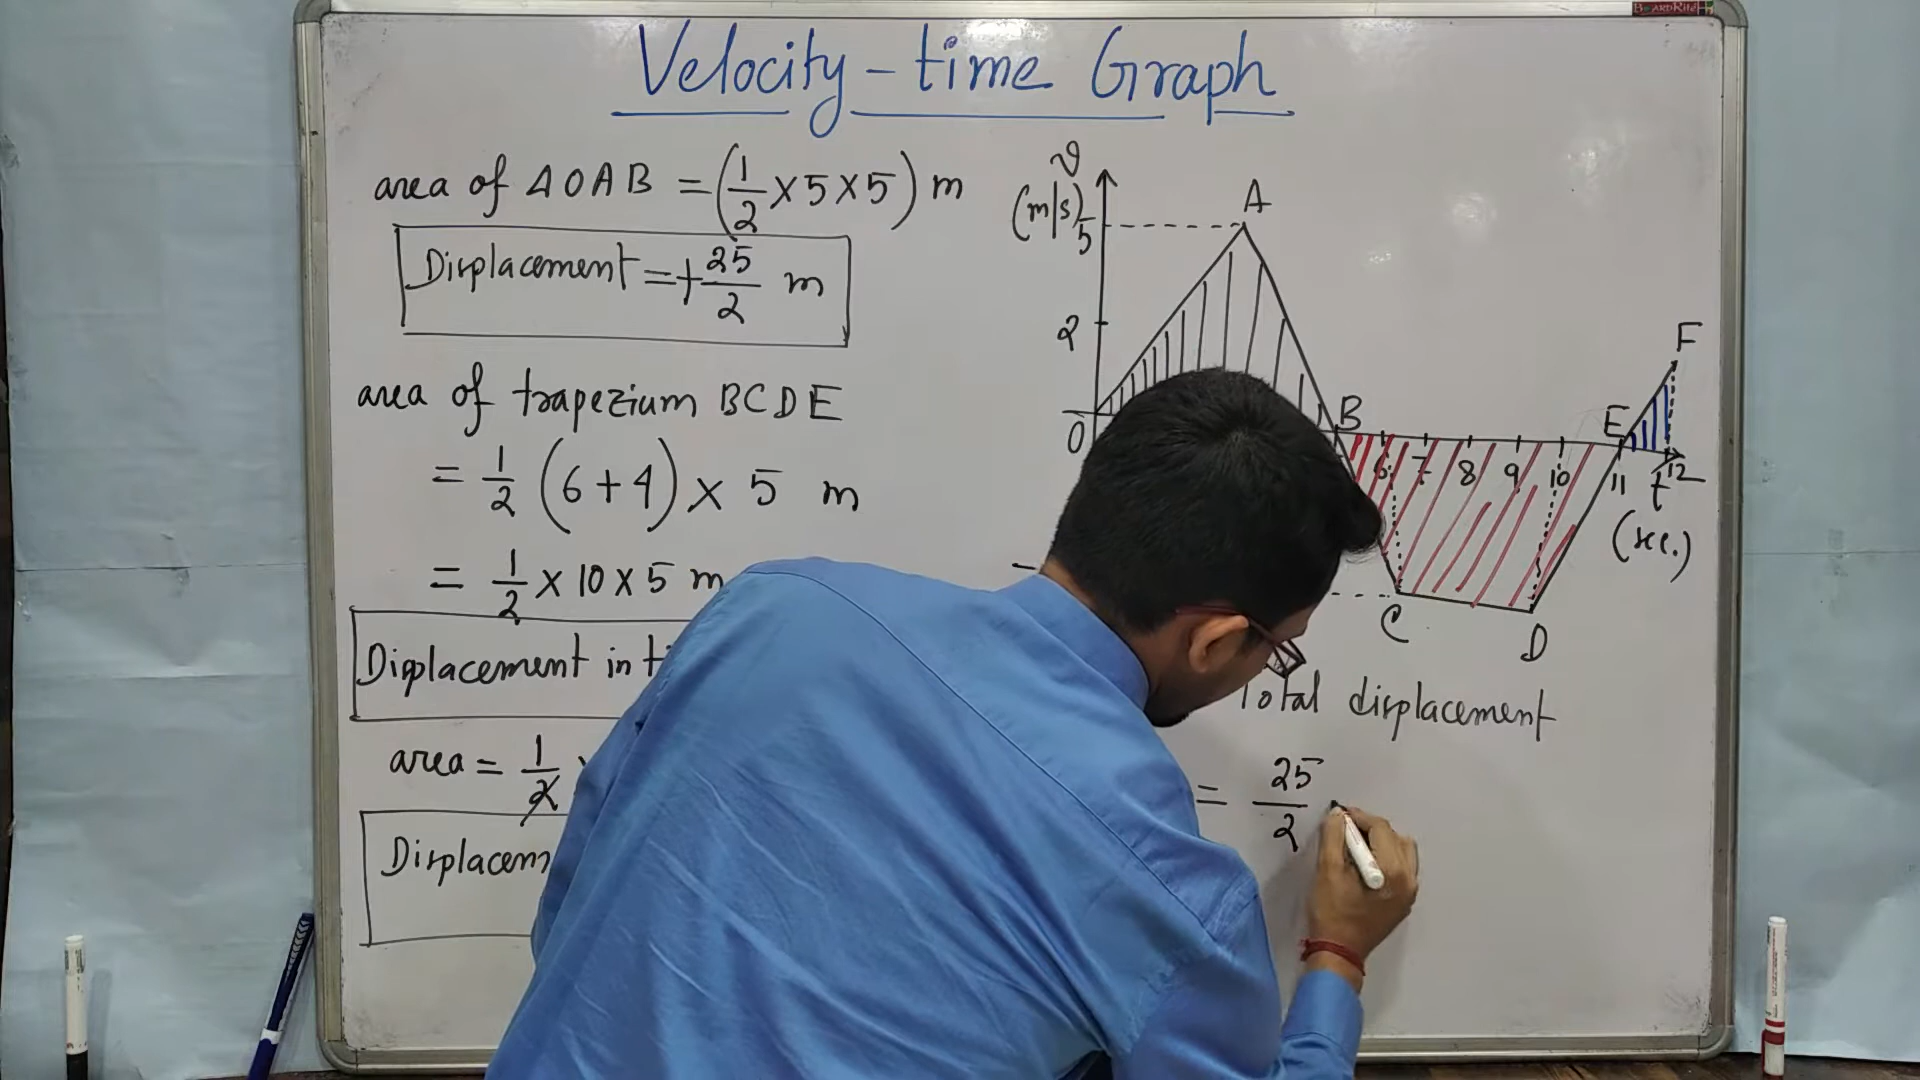 BOARDRITE
Velocity-time Graph
area of ΔOAB = (1/2 × 5 × 5) m
Displacement = + 25/2 m
area of trapezium BCDE
= 1/2 (6+4) × 5 m
= 1/2 × 10 × 5 m
Displacement in
area = 1/2
Displacem
v
(m/s)
5
2
O
A
B
C
D
E
F
6 7 8 9 10 11 12
t
(sec.)
Total displacement
= 25/2